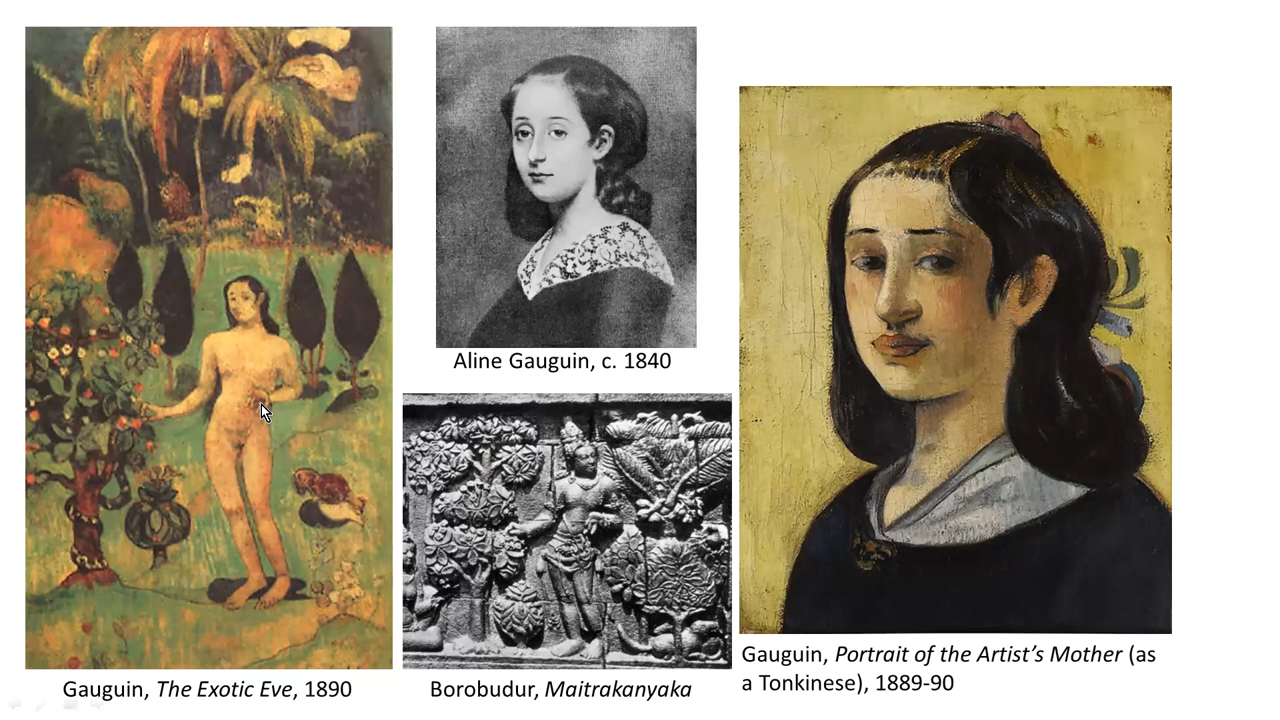 Aline Gauguin, c. 1840
Gauguin, The Exotic Eve, 1890
Borobudur, Maitrakanyaka
Gauguin, Portrait of the Artist’s Mother (as
a Tonkinese), 1889-90